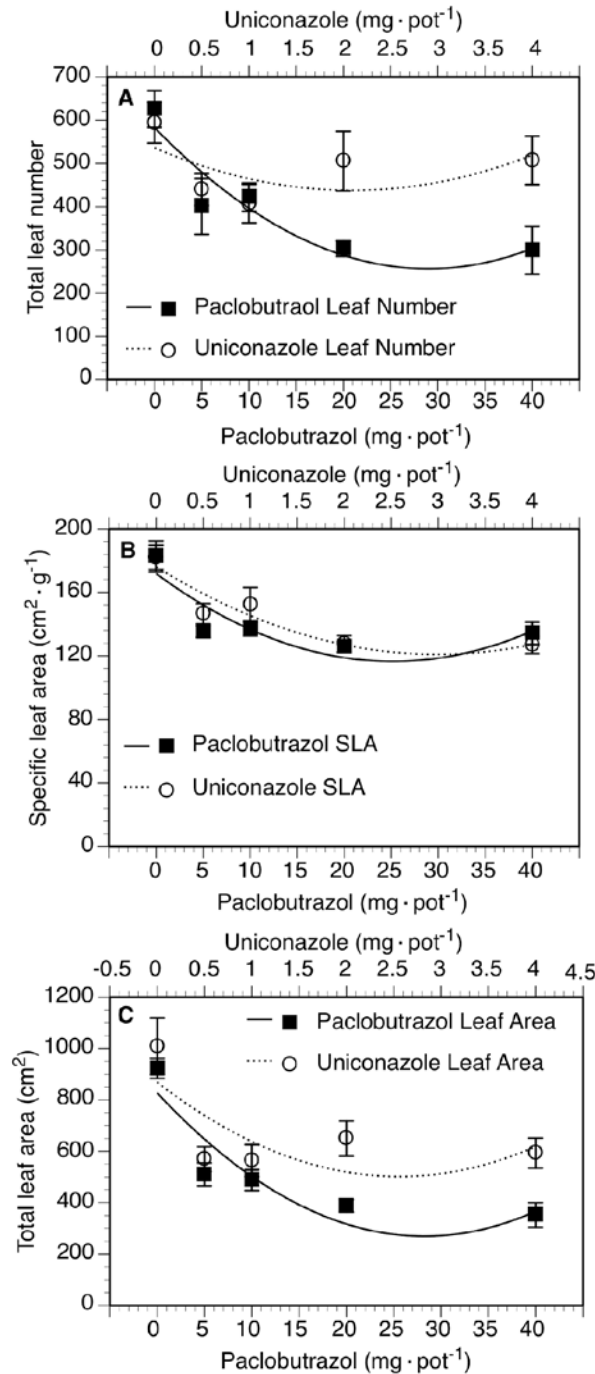 Uniconazole (mg·pot⁻¹)
0 0.5 1 1.5 2 2.5 3 3.5 4
700
600
500
400
300
200
100
0
Total leaf number
A
Paclobutraol Leaf Number
Uniconazole Leaf Number
0 5 10 15 20 25 30 35 40
Paclobutrazol (mg·pot⁻¹)
Uniconazole (mg·pot⁻¹)
0 0.5 1 1.5 2 2.5 3 3.5 4
200
160
120
80
40
0
Specific leaf area (cm²·g⁻¹)
B
Paclobutrazol SLA
Uniconazole SLA
0 5 10 15 20 25 30 35 40
Paclobutrazol (mg·pot⁻¹)
Uniconazole (mg·pot⁻¹)
-0.5 0 0.5 1 1.5 2 2.5 3 3.5 4 4.5
1200
1000
800
600
400
200
0
Total leaf area (cm²)
C
Paclobutrazol Leaf Area
Uniconazole Leaf Area
0 5 10 15 20 25 30 35 40
Paclobutrazol (mg·pot⁻¹)